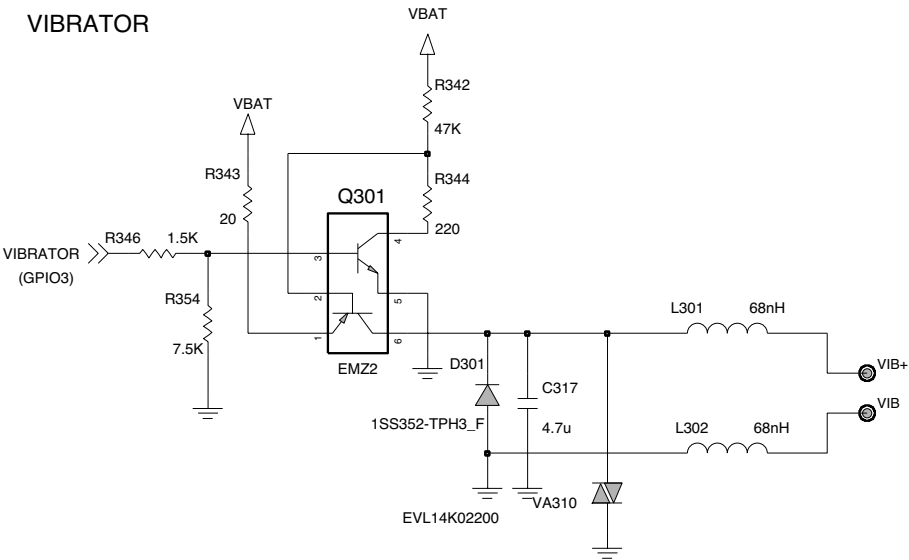 VIBRATOR
VBAT
R342
47K
VBAT
R343
20
R344
220
Q301
R346
1.5K
VIBRATOR
(GPIO3)
3
4
2
5
1
6
R354
7.5K
EMZ2
D301
1SS352-TPH3_F
C317
4.7u
L301
68nH
VIB+
VIB
L302
68nH
EVL14K02200
VA310